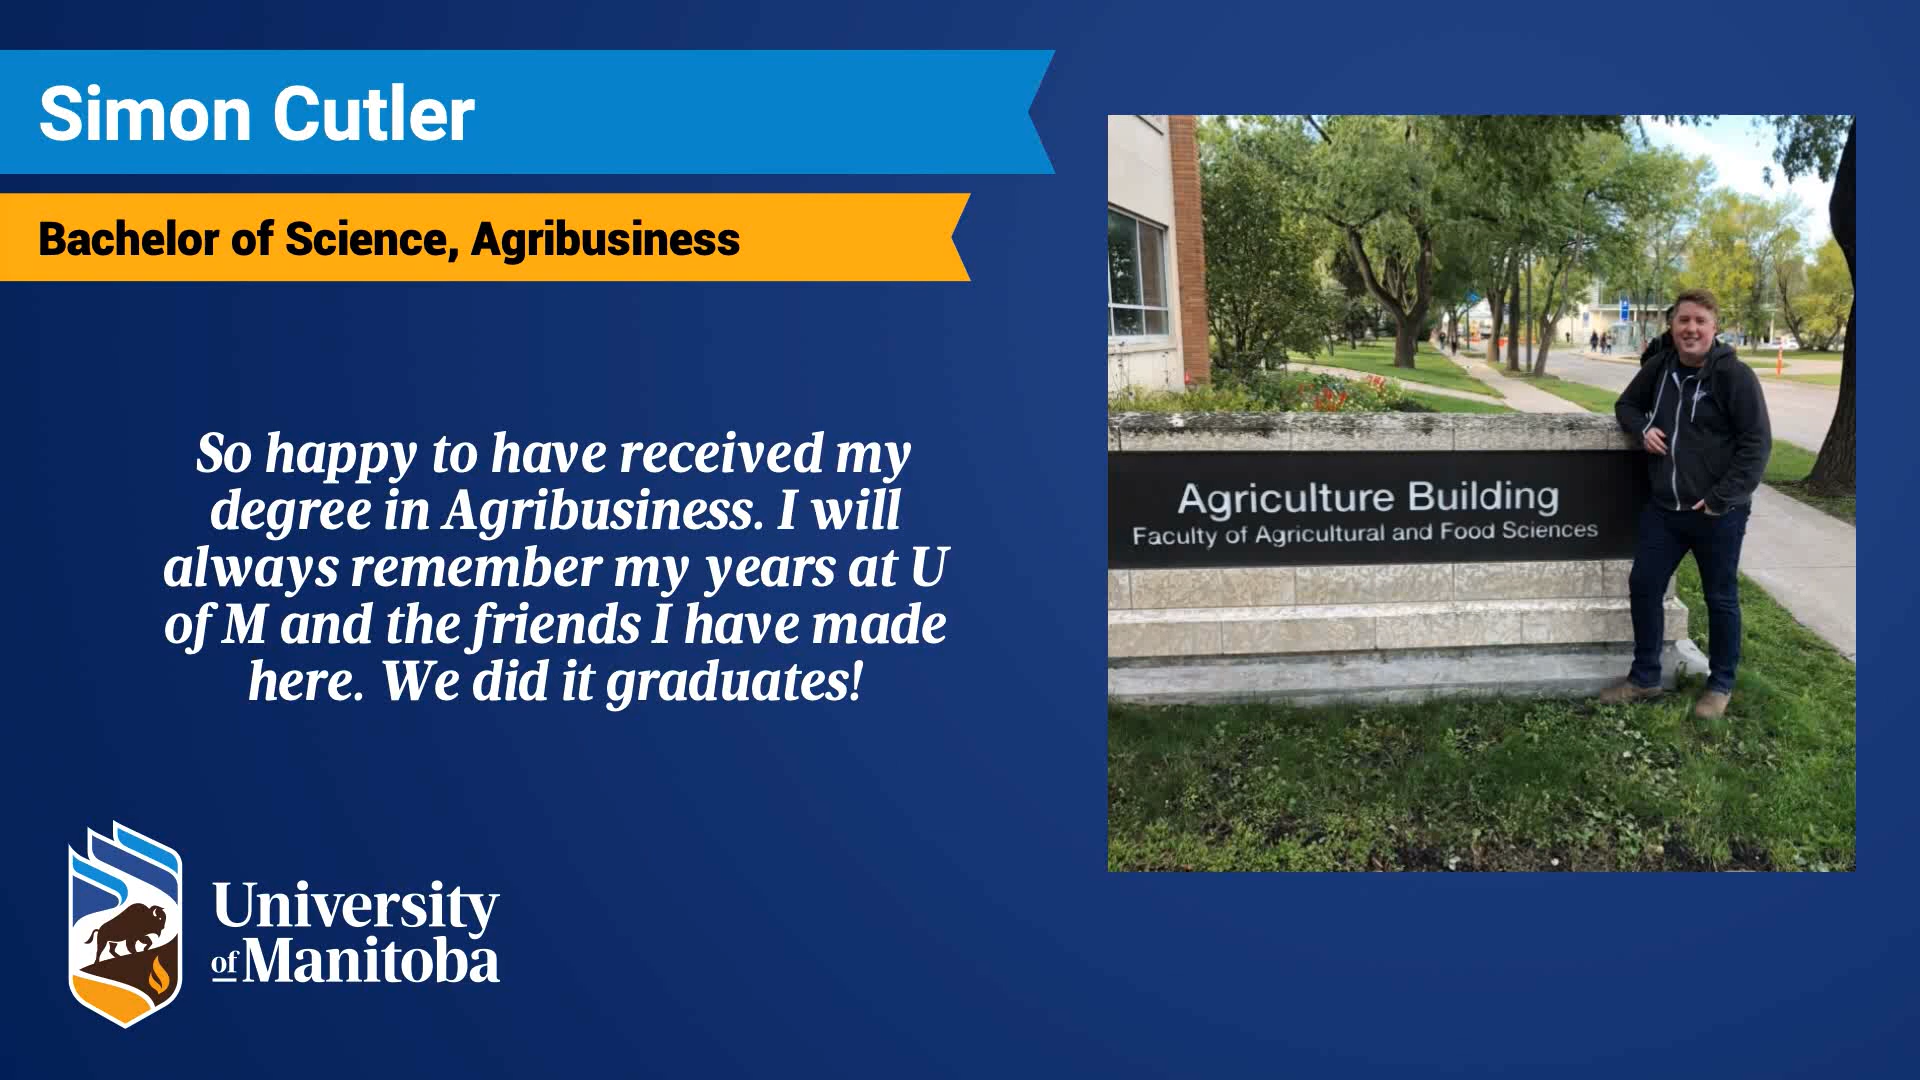 Simon Cutler
Bachelor of Science, Agribusiness
So happy to have received my
degree in Agribusiness. I will
always remember my years at U
of M and the friends I have made
here. We did it graduates!
University
of Manitoba
Agriculture Building
Faculty of Agricultural and Food Sciences